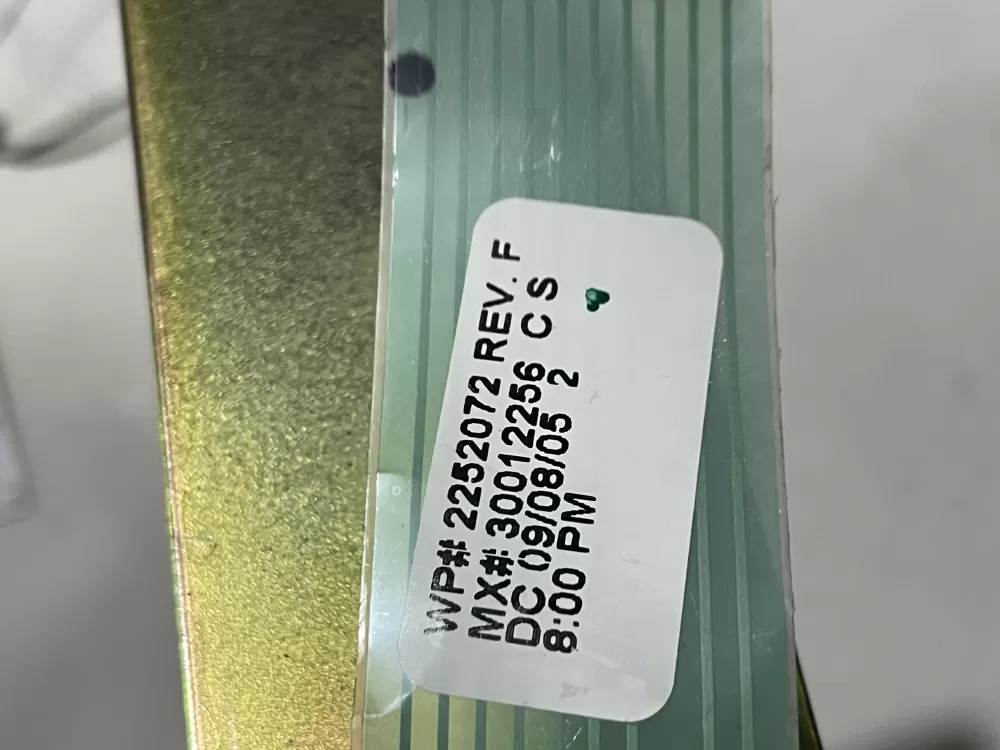 WP# 2252072 REV. F
MX# 30012256 C S
DC 09/08/05 2
8:00 PM